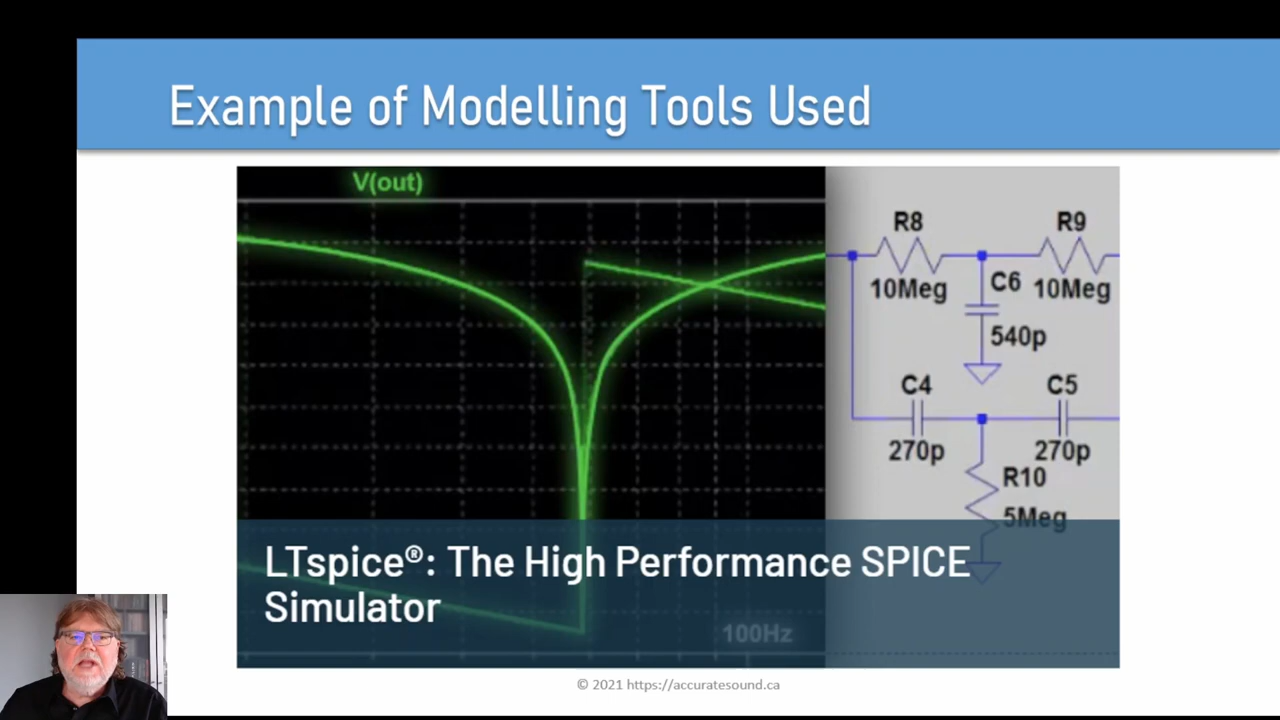 Example of Modelling Tools Used
V(out)
R8
R9
10Meg
C6
10Meg
540p
C4
C5
270p
270p
R10
5Meg
LTspice®: The High Performance SPICE
Simulator
100Hz
© 2021 https://accuratesound.ca